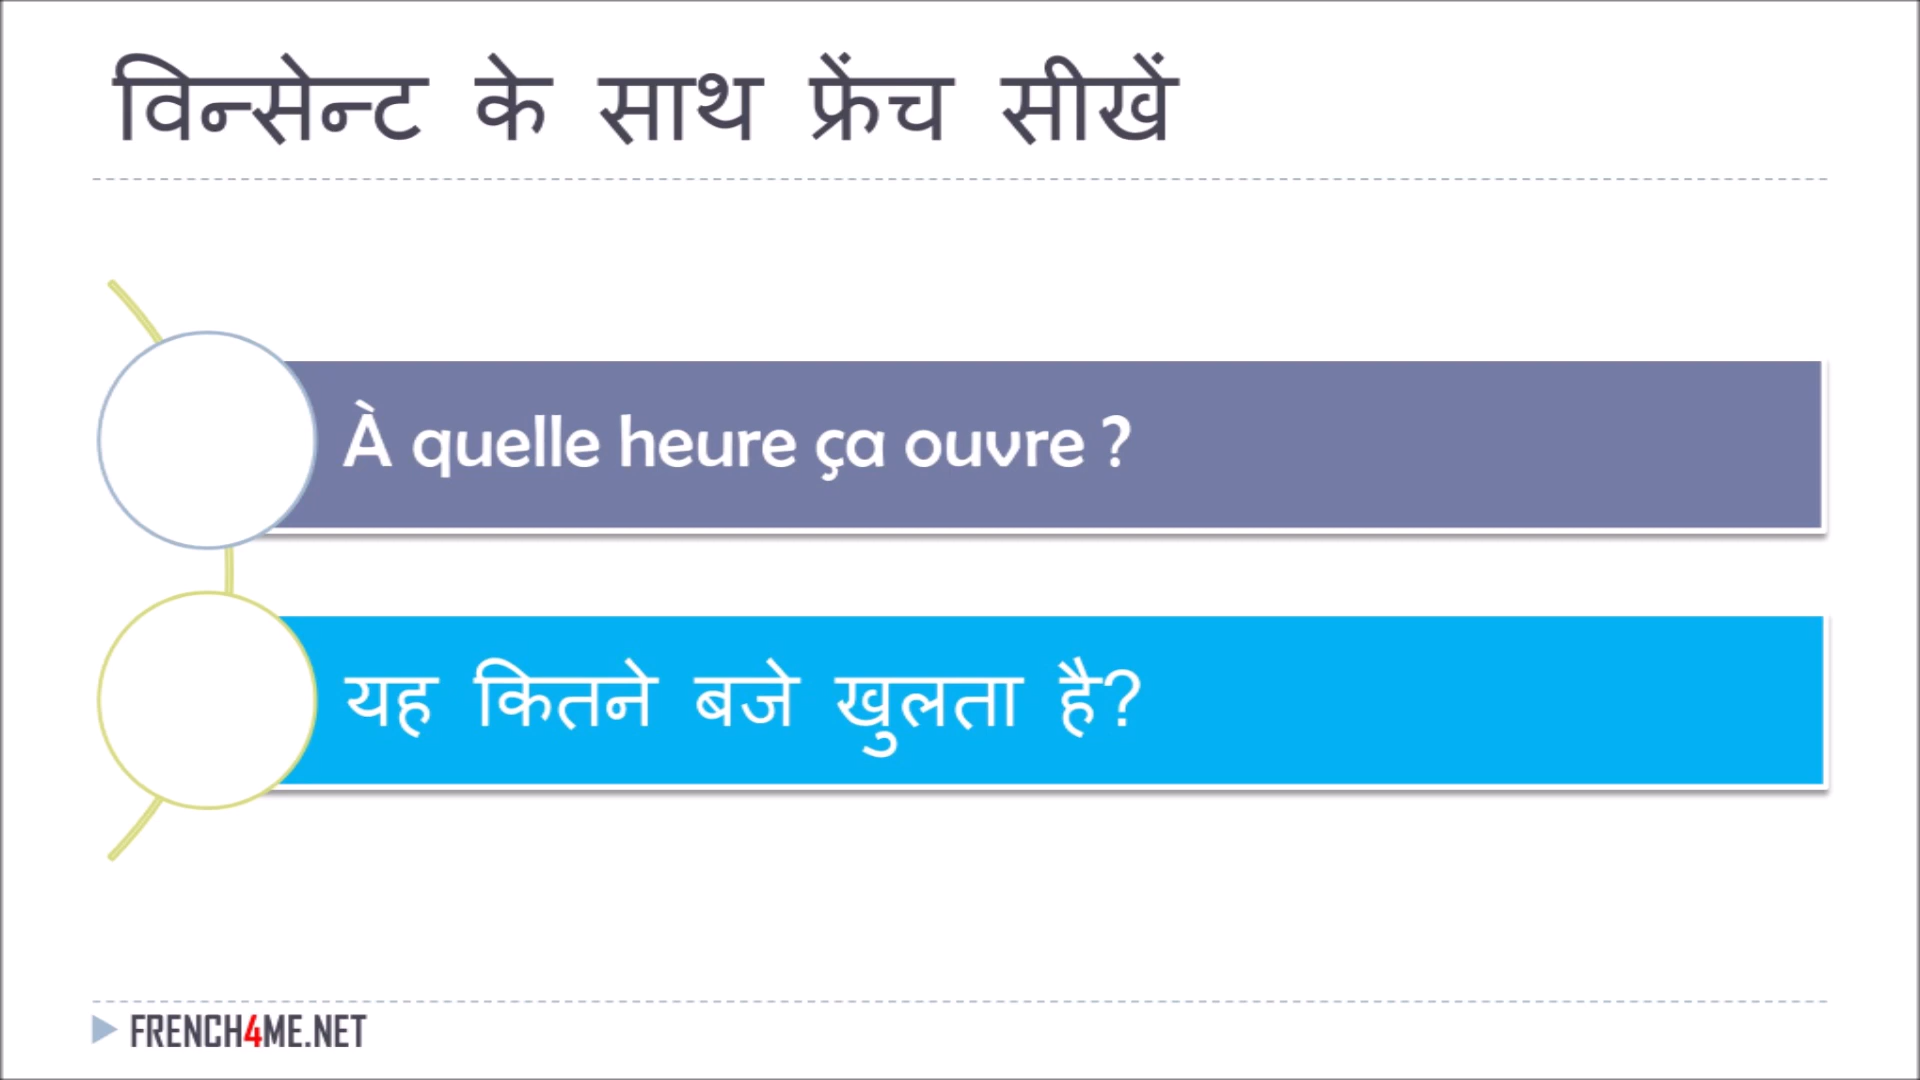 विन्सेन्ट के साथ फ्रेंच सीखें
À quelle heure ça ouvre ?
यह कितने बजे खुलता है?
FRENCH4ME.NET